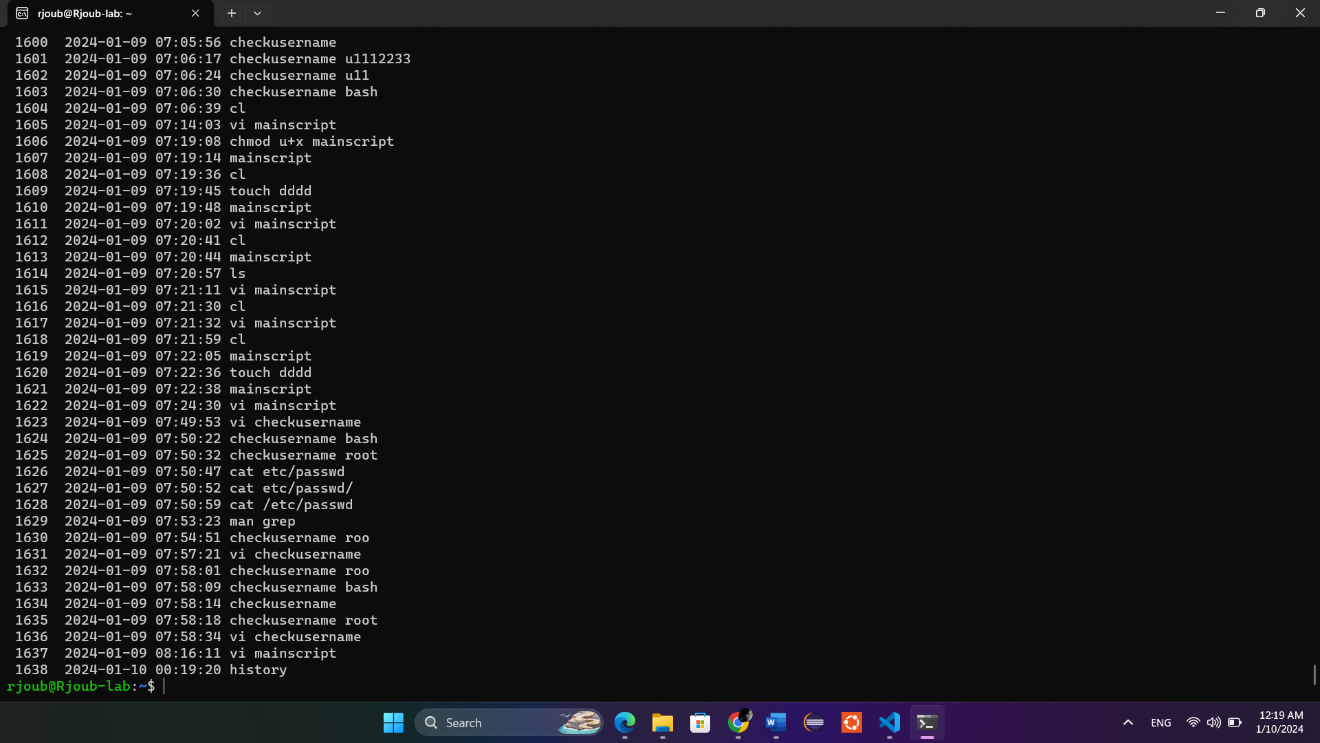 rjoub@Rjoub-lab: ~
1600 2024-01-09 07:05:56 checkusername
1601 2024-01-09 07:06:17 checkusername u1112233
1602 2024-01-09 07:06:24 checkusername u11
1603 2024-01-09 07:06:30 checkusername bash
1604 2024-01-09 07:06:39 cl
1605 2024-01-09 07:14:03 vi mainscript
1606 2024-01-09 07:19:08 chmod u+x mainscript
1607 2024-01-09 07:19:14 mainscript
1608 2024-01-09 07:19:36 cl
1609 2024-01-09 07:19:45 touch dddd
1610 2024-01-09 07:19:48 mainscript
1611 2024-01-09 07:20:02 vi mainscript
1612 2024-01-09 07:20:41 cl
1613 2024-01-09 07:20:44 mainscript
1614 2024-01-09 07:20:57 ls
1615 2024-01-09 07:21:11 vi mainscript
1616 2024-01-09 07:21:30 cl
1617 2024-01-09 07:21:32 vi mainscript
1618 2024-01-09 07:21:59 cl
1619 2024-01-09 07:22:05 mainscript
1620 2024-01-09 07:22:36 touch dddd
1621 2024-01-09 07:22:38 mainscript
1622 2024-01-09 07:24:30 vi mainscript
1623 2024-01-09 07:49:53 vi checkusername
1624 2024-01-09 07:50:22 checkusername bash
1625 2024-01-09 07:50:32 checkusername root
1626 2024-01-09 07:50:47 cat etc/passwd
1627 2024-01-09 07:50:52 cat etc/passwd/
1628 2024-01-09 07:50:59 cat /etc/passwd
1629 2024-01-09 07:53:23 man grep
1630 2024-01-09 07:54:51 checkusername roo
1631 2024-01-09 07:57:21 vi checkusername
1632 2024-01-09 07:58:01 checkusername roo
1633 2024-01-09 07:58:09 checkusername bash
1634 2024-01-09 07:58:14 checkusername
1635 2024-01-09 07:58:18 checkusername root
1636 2024-01-09 07:58:34 vi checkusername
1637 2024-01-09 08:16:11 vi mainscript
1638 2024-01-10 00:19:20 history
rjoub@Rjoub-lab:~$
Search
ENG
12:19 AM
1/10/2024